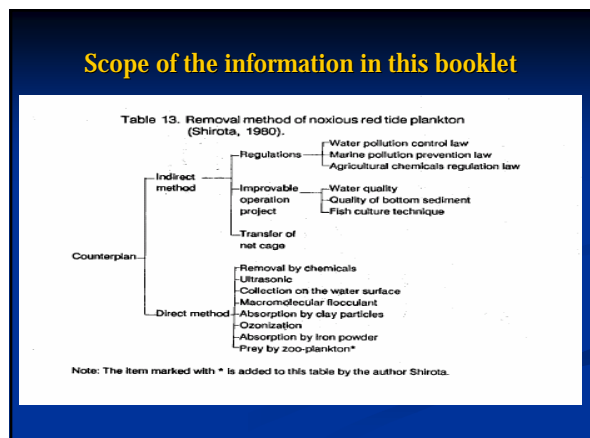 Scope of the information in this booklet
Table 13. Removal method of noxious red tide plankton
(Shirota, 1980).
Water pollution control law
Regulations
Marine pollution prevention law
Agricultural chemicals regulation law
Indirect
method
Improvable
operation
project
Water quality
Quality of bottom sediment
Fish culture technique
Transfer of
net cage
Counterplan
Removal by chemicals
Ultrasonic
Collection on the water surface
Macromolecular flocculant
Direct method
Absorption by clay particles
Ozonization
Absorption by iron powder
Prey by zoo-plankton*
Note: The item marked with * is added to this table by the author Shirota.